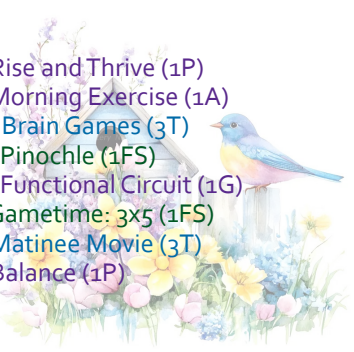 Rise and Thrive (1P)
Morning Exercise (1A)
Brain Games (3T)
Pinochle (1FS)
Functional Circuit (1G)
Gametime: 3x5 (1FS)
Matinee Movie (3T)
Balance (1P)